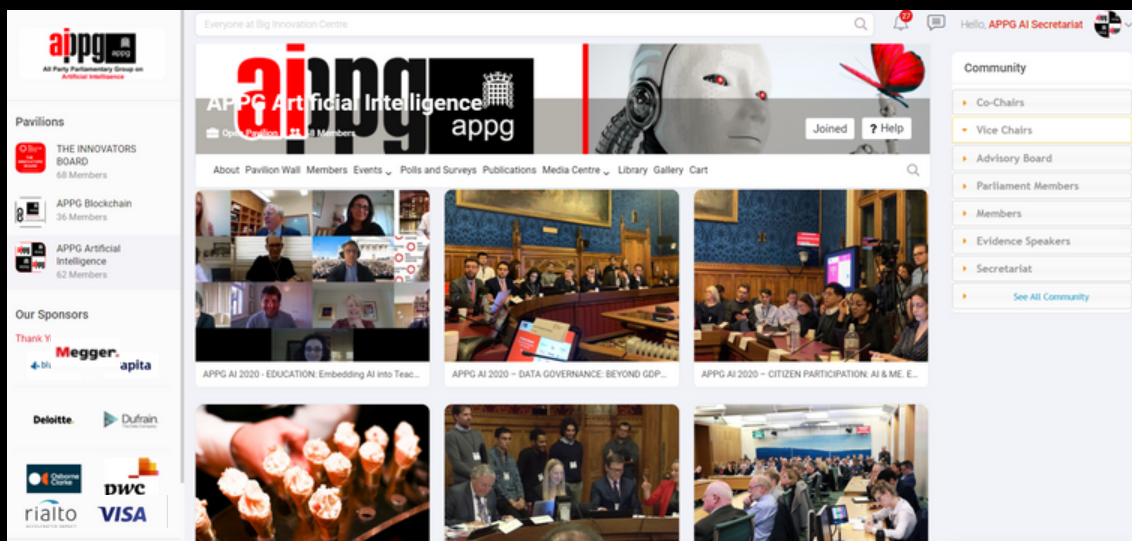 aippg
appg
All Party Parliamentary Group on
Artificial Intelligence
Pavilions
THE INNOVATORS
BOARD
68 Members
APPG Blockchain
36 Members
APPG Artificial
Intelligence
62 Members
Our Sponsors
Megger.
apita
Deloitte.
Dufrain
Osborne
Clarke
pwc
rialto
VISA
Everyone at Big Innovation Centre
27
Hello, APPG AI Secretariat
aippg
appg
APPG Artificial Intelligence
Open Pavilion
Members
Joined
? Help
About Pavilion Wall Members Events Polls and Surveys Publications Media Centre Library Gallery Cart
APPG AI 2020 - EDUCATION: Embedding AI into Teac...
APPG AI 2020 – DATA GOVERNANCE: BEYOND GDP...
APPG AI 2020 – CITIZEN PARTICIPATION: AI & ME. E...
Community
Co-Chairs
Vice Chairs
Advisory Board
Parliament Members
Members
Evidence Speakers
Secretariat
See All Community